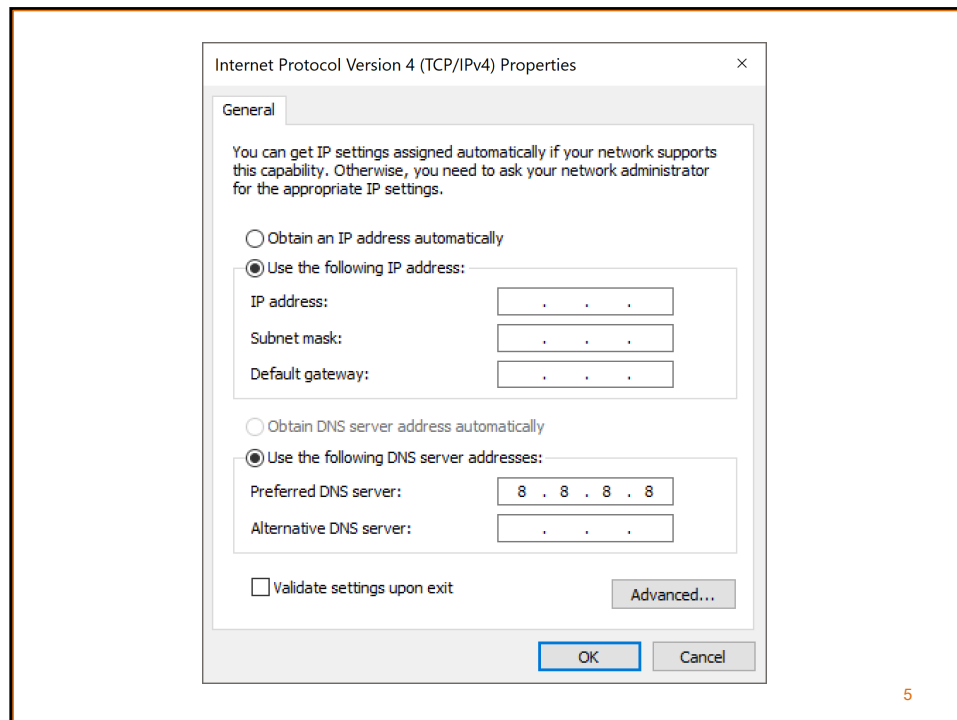 Internet Protocol Version 4 (TCP/IPv4) Properties
General
You can get IP settings assigned automatically if your network supports
this capability. Otherwise, you need to ask your network administrator
for the appropriate IP settings.
Obtain an IP address automatically
Use the following IP address:
IP address: . . .
Subnet mask: . . .
Default gateway: . . .
Obtain DNS server address automatically
Use the following DNS server addresses:
Preferred DNS server: 8 . 8 . 8 . 8
Alternative DNS server: . . .
Validate settings upon exit
Advanced...
OK Cancel
5